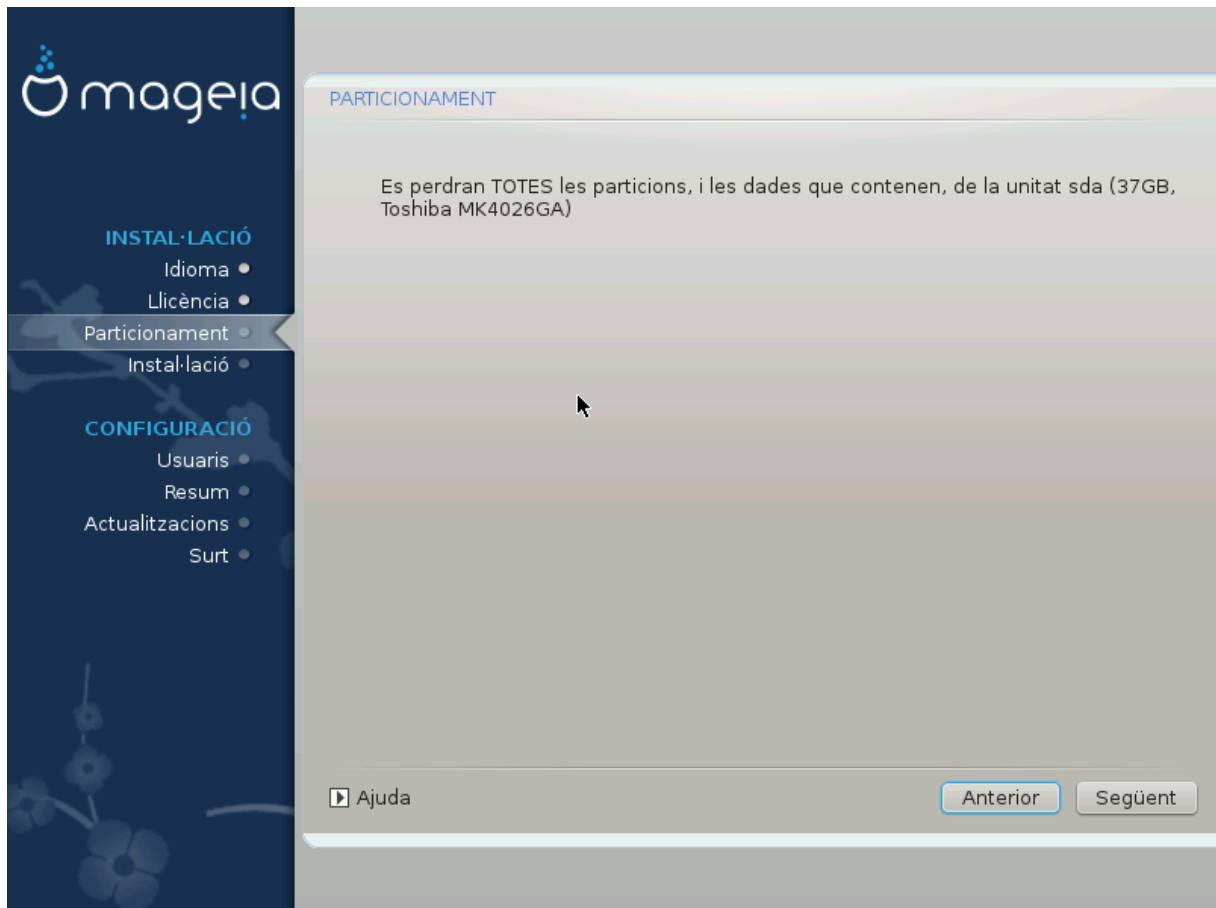 mageia
INSTAL·LACIÓ
Idioma
Llicència
Particionament
Instal·lació
CONFIGURACIÓ
Usuaris
Resum
Actualitzacions
Surt
PARTICIONAMENT
Es perdran TOTES les particions, i les dades que contenen, de la unitat sda (37GB,
Toshiba MK4026GA)
Ajuda
Anterior
Següent